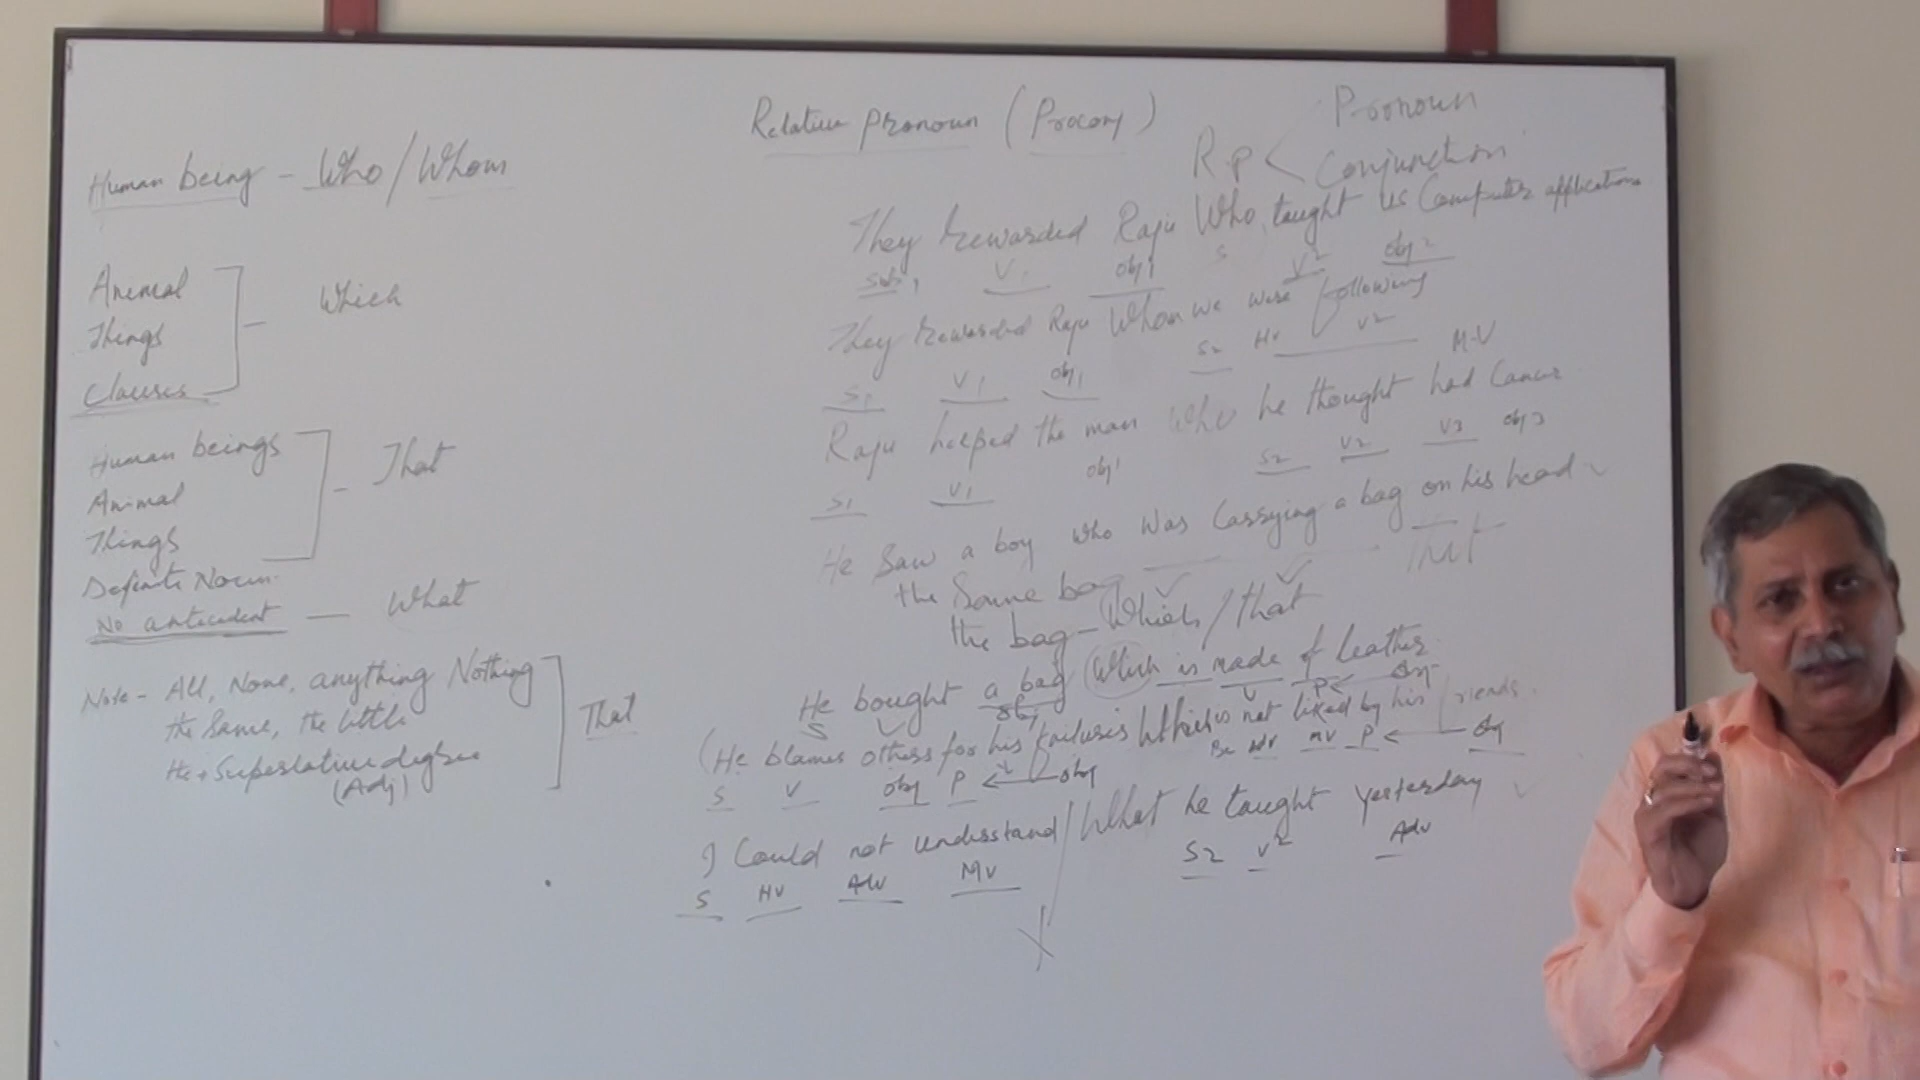 Relative pronoun (Proconj)
R.P < Pronoun
Conjunction
Human being - Who/Whom
Animal
Things
Clauses
Which
Human beings
Animal
Things
That
Definite Noun
No antecedent — What
Note - All, None, anything Nothing
the Same, the little
the + Superlative degree
(Adj)
That
They rewarded Raju Who taught us Computer applications
Sub1 V1 obj1 S V2 obj2
They rewarded Raju Whom we were following
S1 V1 obj1 S2 HV V2
M-V
Raju helped the man who he thought had Cancer
S1 V1 obj1 S2 V2 V3 obj3
He Saw a boy who was Carrying a bag on his head
the Same bag
That
the bag - Which/that
He bought a bag Which is made of Leather
S V obj V P obj
(He blames others for his failures Which is not liked by his friends.
S V obj P obj Be Adv MV P obj
I Could not understand / What he taught yesterday
S HV Adv MV S2 V2 Adv